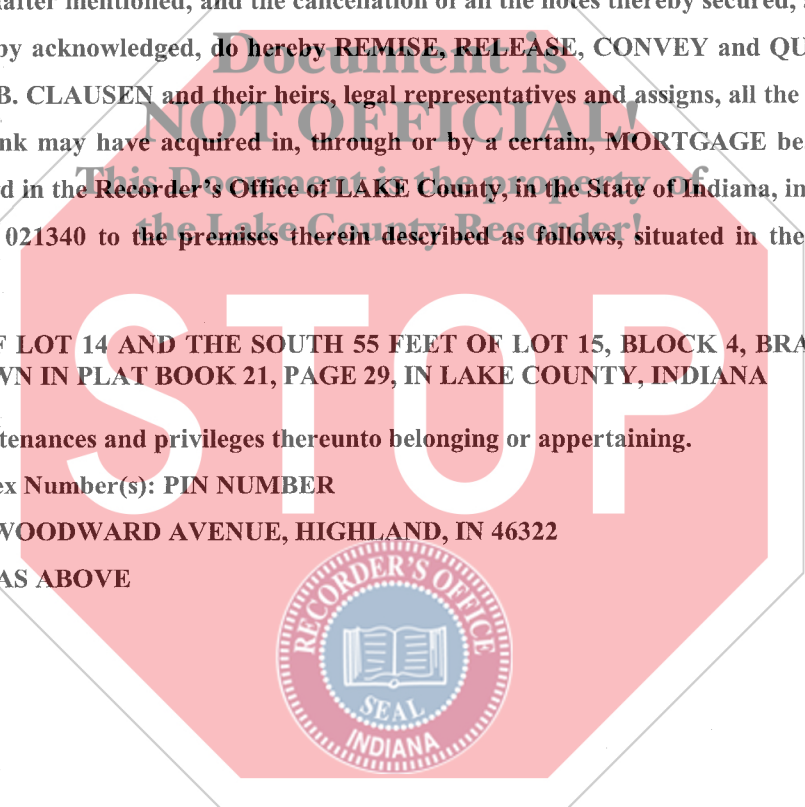 after mentioned, and the cancellation of all the notes thereby secured,
by acknowledged, do hereby REMISE, RELEASE, CONVEY and QU
Document is
B. CLAUSEN and their heirs, legal representatives and assigns, all the
NOT OFFICIAL!
nk may have acquired in, through or by a certain, MORTGAGE be
This Document is the property of
d in the Recorder's Office of LAKE County, in the State of Indiana, in
the Lake County Recorder!
021340 to the premises therein described as follows, situated in the
STOP
F LOT 14 AND THE SOUTH 55 FEET OF LOT 15, BLOCK 4, BRA
WN IN PLAT BOOK 21, PAGE 29, IN LAKE COUNTY, INDIANA
tenances and privileges thereunto belonging or appertaining.
ex Number(s): PIN NUMBER
WOODWARD AVENUE, HIGHLAND, IN 46322
AS ABOVE
RECORDER'S OFFICE
SEAL
INDIANA